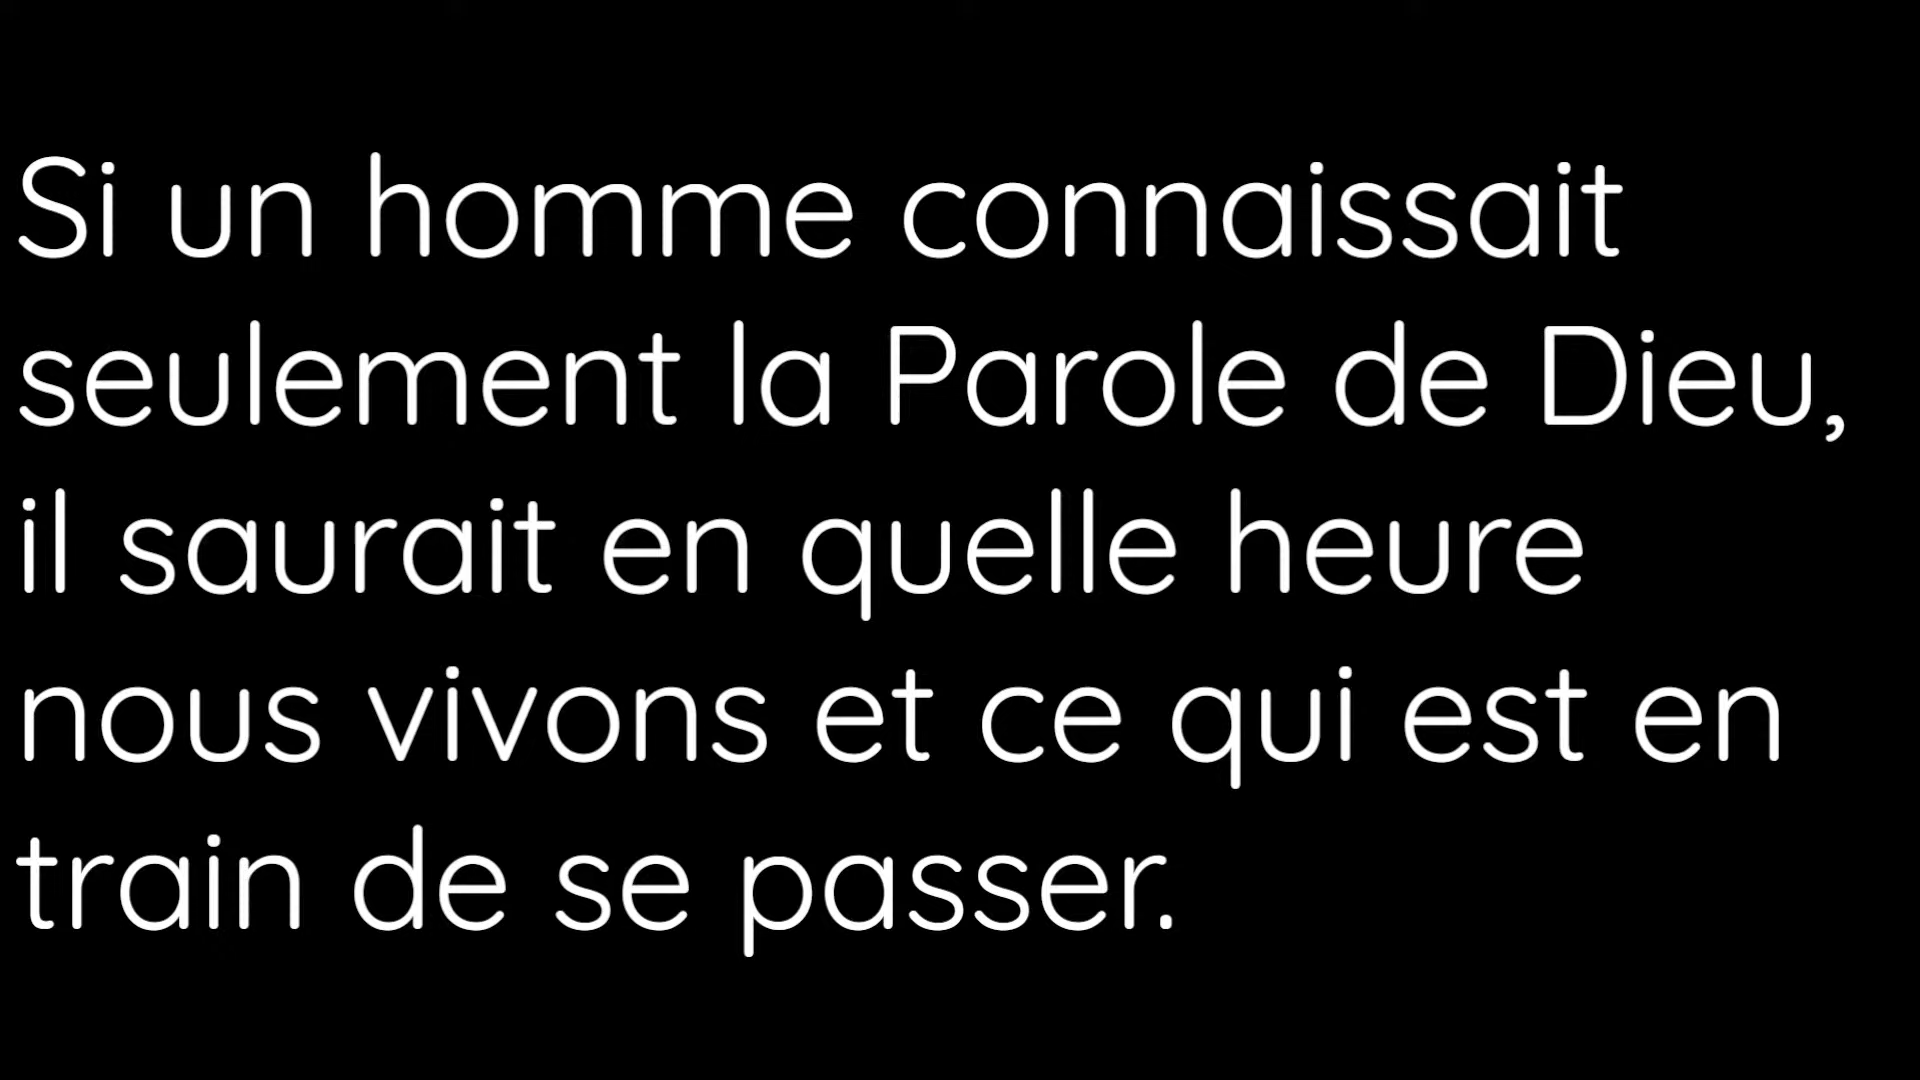 Si un homme connaissait
seulement la Parole de Dieu,
il saurait en quelle heure
nous vivons et ce qui est en
train de se passer.